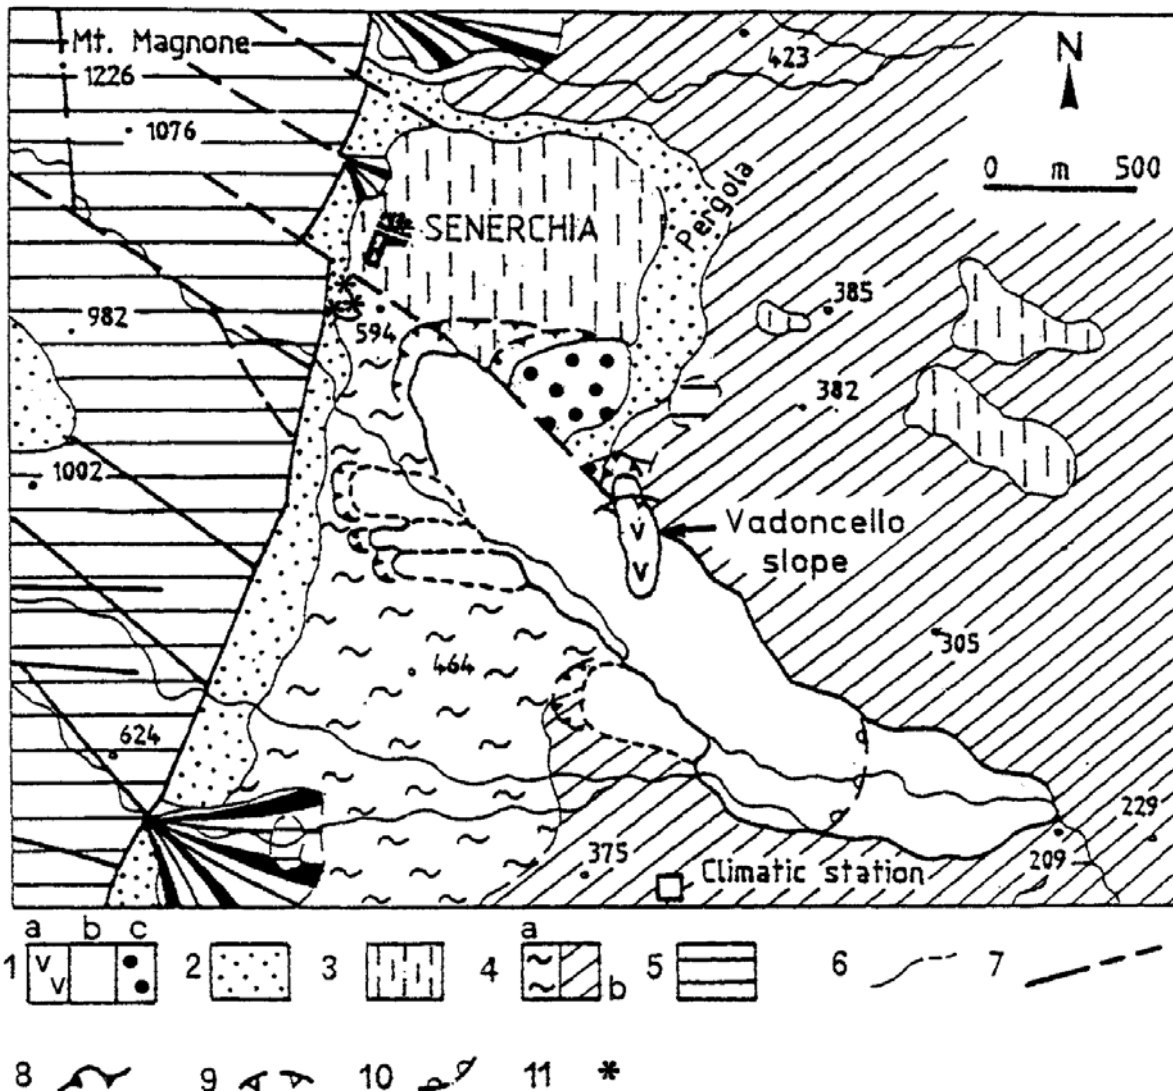 Mt. Magnone
1226
423
N
1076
0 m 500
Pergola
SENERCHIA
982
385
594
382
1002
Vadoncello
slope
v
v
464
305
624
229
375
Climatic station
209
a b c a
1 v v 2 3 4 b 5 6 7
8 9 10 11 *